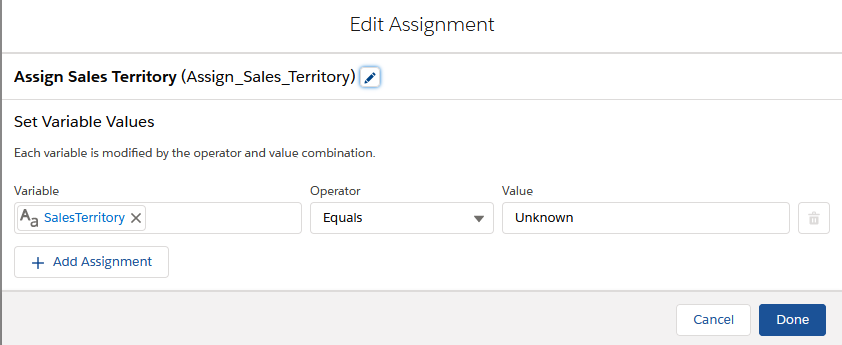 Edit Assignment
Assign Sales Territory (Assign_Sales_Territory)
Set Variable Values
Each variable is modified by the operator and value combination.
Variable Operator Value
Aa SalesTerritory Equals Unknown
+ Add Assignment
Cancel Done